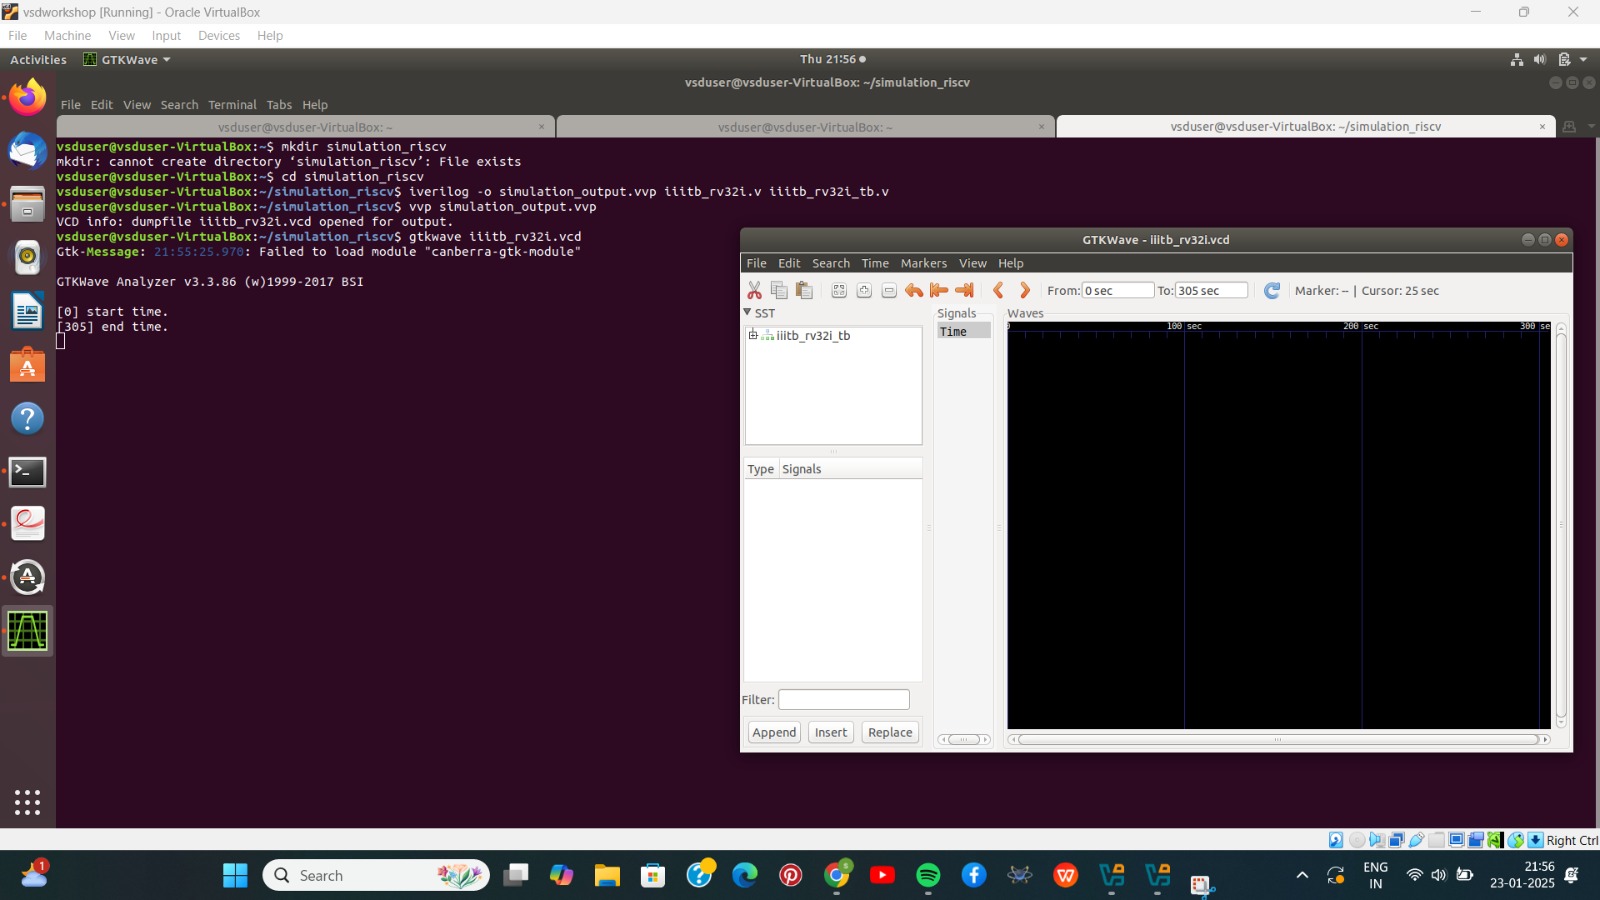 vsdworkshop [Running] - Oracle VirtualBox
File Machine View Input Devices Help
Activities GTKWave Thu 21:56
vsduser@vsduser-VirtualBox: ~/simulation_riscv
File Edit View Search Terminal Tabs Help
vsduser@vsduser-VirtualBox: ~ × vsduser@vsduser-VirtualBox: ~ × vsduser@vsduser-VirtualBox: ~/simulation_riscv ×
vsduser@vsduser-VirtualBox:~$ mkdir simulation_riscv
mkdir: cannot create directory ‘simulation_riscv’: File exists
vsduser@vsduser-VirtualBox:~$ cd simulation_riscv
vsduser@vsduser-VirtualBox:~/simulation_riscv$ iverilog -o simulation_output.vvp iiitb_rv32i.v iiitb_rv32i_tb.v
vsduser@vsduser-VirtualBox:~/simulation_riscv$ vvp simulation_output.vvp
VCD info: dumpfile iiitb_rv32i.vcd opened for output.
vsduser@vsduser-VirtualBox:~/simulation_riscv$ gtkwave iiitb_rv32i.vcd
Gtk-Message: 21:55:25.970: Failed to load module "canberra-gtk-module"
GTKWave Analyzer v3.3.86 (w)1999-2017 BSI
[0] start time.
[305] end time.
GTKWave - iiitb_rv32i.vcd
File Edit Search Time Markers View Help
From: 0 sec To: 305 sec Marker: -- | Cursor: 25 sec
SST
iiitb_rv32i_tb
Type Signals
Filter:
Append Insert Replace
Signals
Time
Waves
0 100 sec 200 sec 300 se
Right Ctrl
1
Search
ENG
IN
21:56
23-01-2025